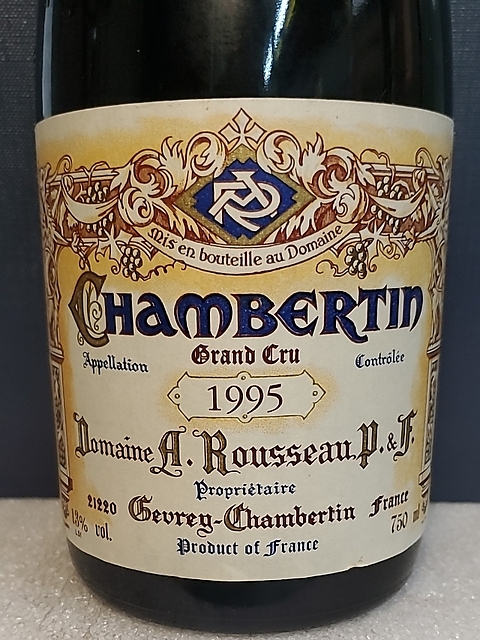 Mis en bouteille au Domaine
CHAMBERTIN
Appellation Grand Cru Contrôlée
1995
Domaine A. Rousseau P. & F.
Propriétaire
21220 Gevrey-Chambertin France
13% vol. 750 ml
Product of France